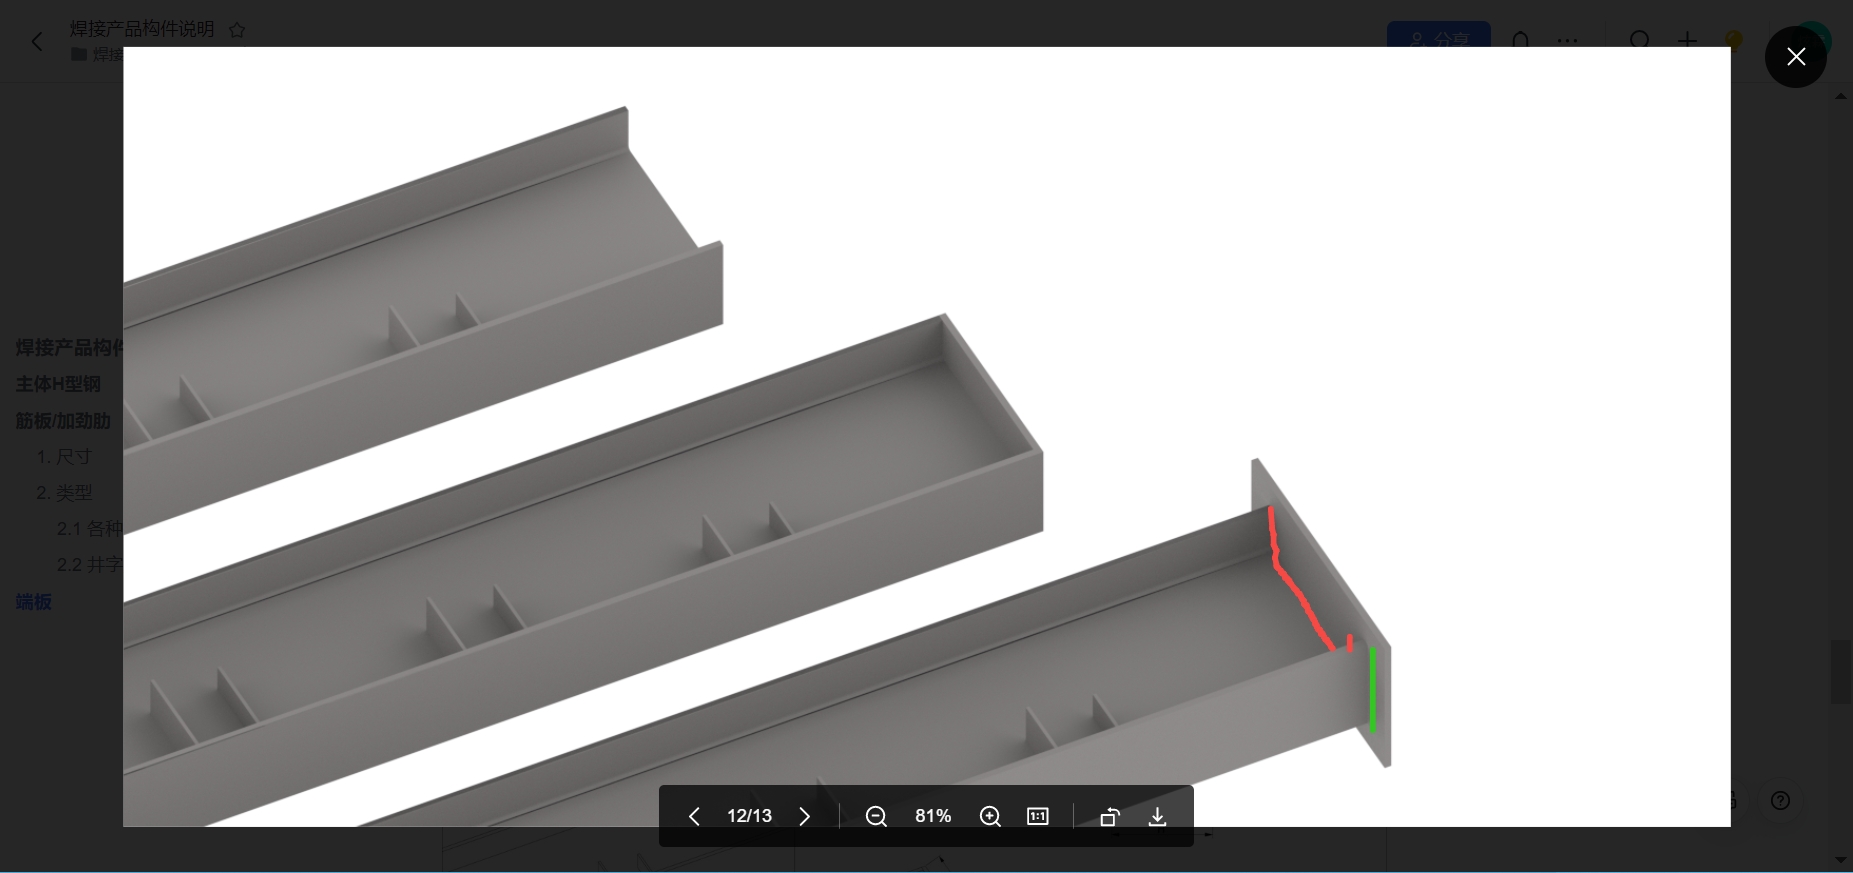 焊接产品构件说明
焊接
分享
焊接产品构件
主体H型钢
筋板/加劲肋
1. 尺寸
2. 类型
2.1 各种
2.2 井字
端板
12/13
81%
1:1